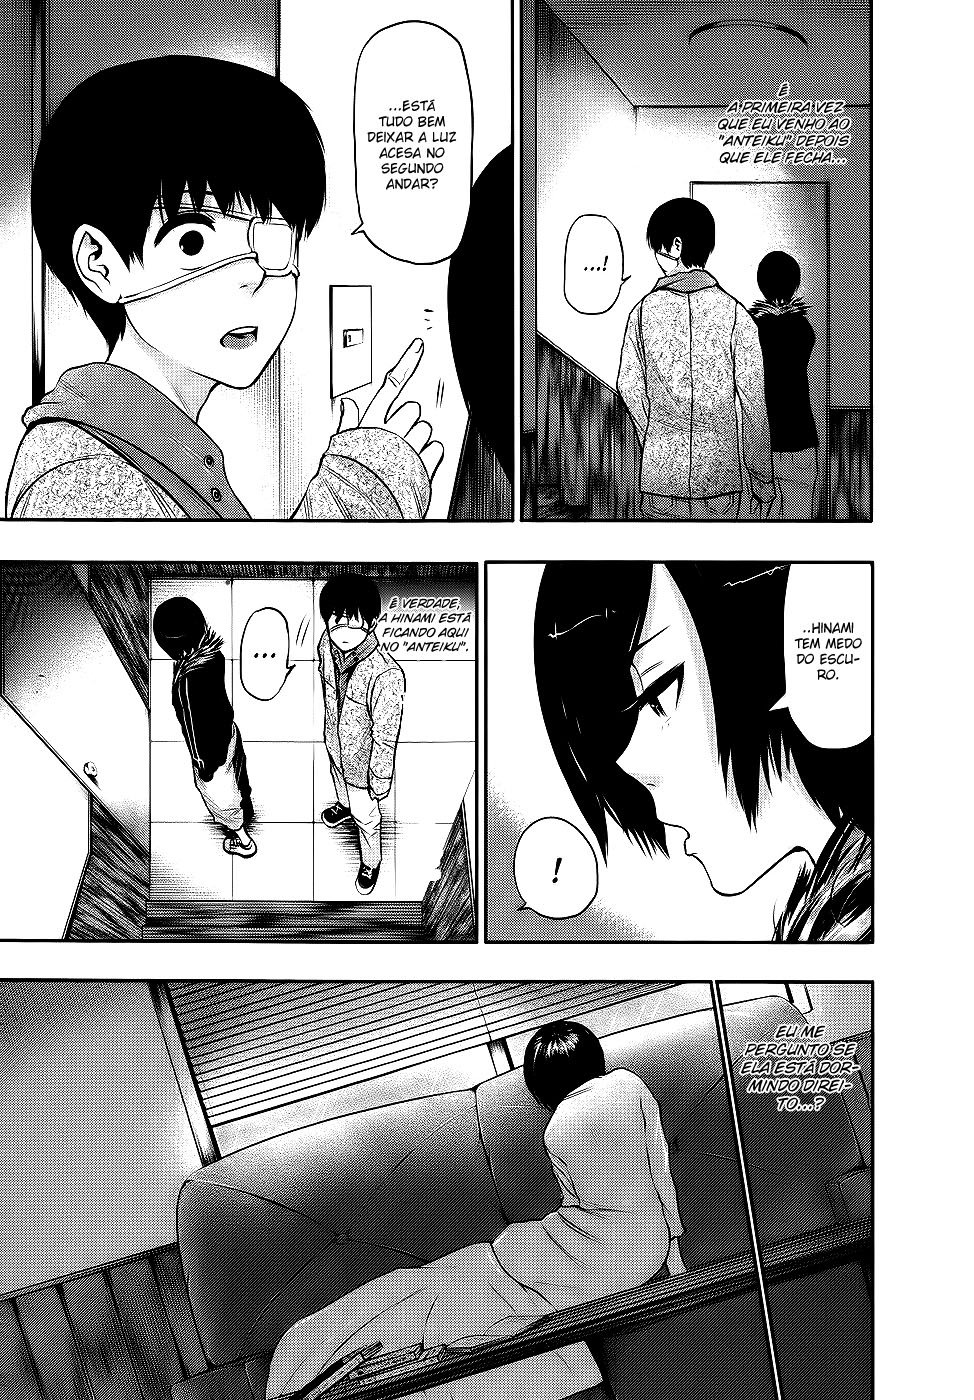 É
A PRIMEIRA VEZ
QUE EU VENHO AO
"ANTEIKU" DEPOIS
QUE ELE FECHA...
...!
...ESTÁ
TUDO BEM
DEIXAR A LUZ
ACESA NO
SEGUNDO
ANDAR?
..HINAMI
TEM MEDO
DO ESCU-
RO.
!
É VERDADE,
A HINAMI ESTÁ
FICANDO AQUI
NO "ANTEIKU".
...
EU ME
PERGUNTO SE
ELA ESTÁ DOR-
MINDO DIREI-
TO...?